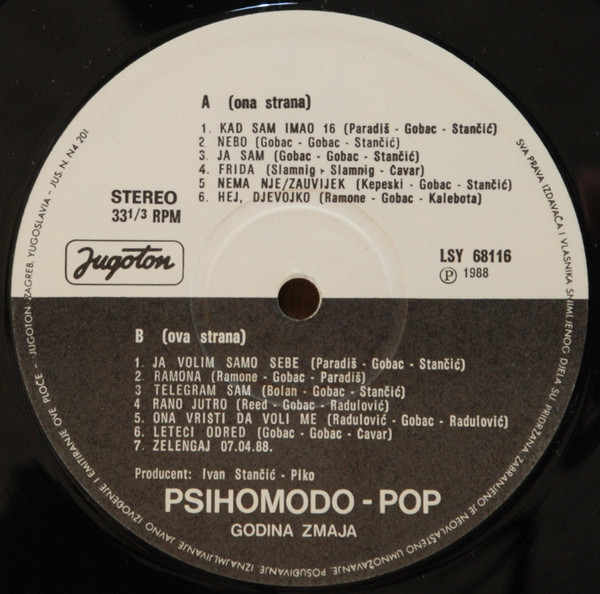 A (ona strana)
1. KAD SAM IMAO 16 (Paradiš - Gobac - Stančić)
2 NEBO (Gobac - Gobac - Stančić)
3. JA SAM (Gobac - Gobac - Stančić)
4. FRIDA (Slamnig - Slamnig - Čavar)
5 NEMA NJE/ZAUVIJEK (Kepeski - Gobac - Stančić)
6. HEJ, DJEVOJKO (Ramone - Gobac - Kalebota)
STEREO
33 1/3 RPM
Jugoton
LSY 68116
Ⓟ 1988
B (ova strana)
1. JA VOLIM SAMO SEBE (Paradiš - Gobac - Stančić)
2. RAMONA (Ramone - Gobac - Paradiš)
3 TELEGRAM SAM (Bolan - Gobac - Stančić)
4 RANO JUTRO (Reed - Gobac - Radulović)
5. ONA VRISTI DA VOLI ME (Radulović - Gobac - Radulović)
6. LETECI ODRED (Gobac - Gobac - Čavar)
7. ZELENGAJ 07.04.88.
Producent: Ivan Stančić - Piko
PSIHOMODO - POP
GODINA ZMAJA
JUGOTON - ZAGREB. YUGOSLAVIA - JUS. N. N4 201
SVA PRAVA IZDAVAČA I VLASNIKA SNIMLJENOG DJELA SU PRIDRŽANA. ZABRANJENO JE NEOVLAŠTENO UMNOŽAVANJE. POSUĐIVANJE. IZNAJMLJIVANJE. JAVNO IZVOĐENJE I EMITIRANJE OVE PLOČE -